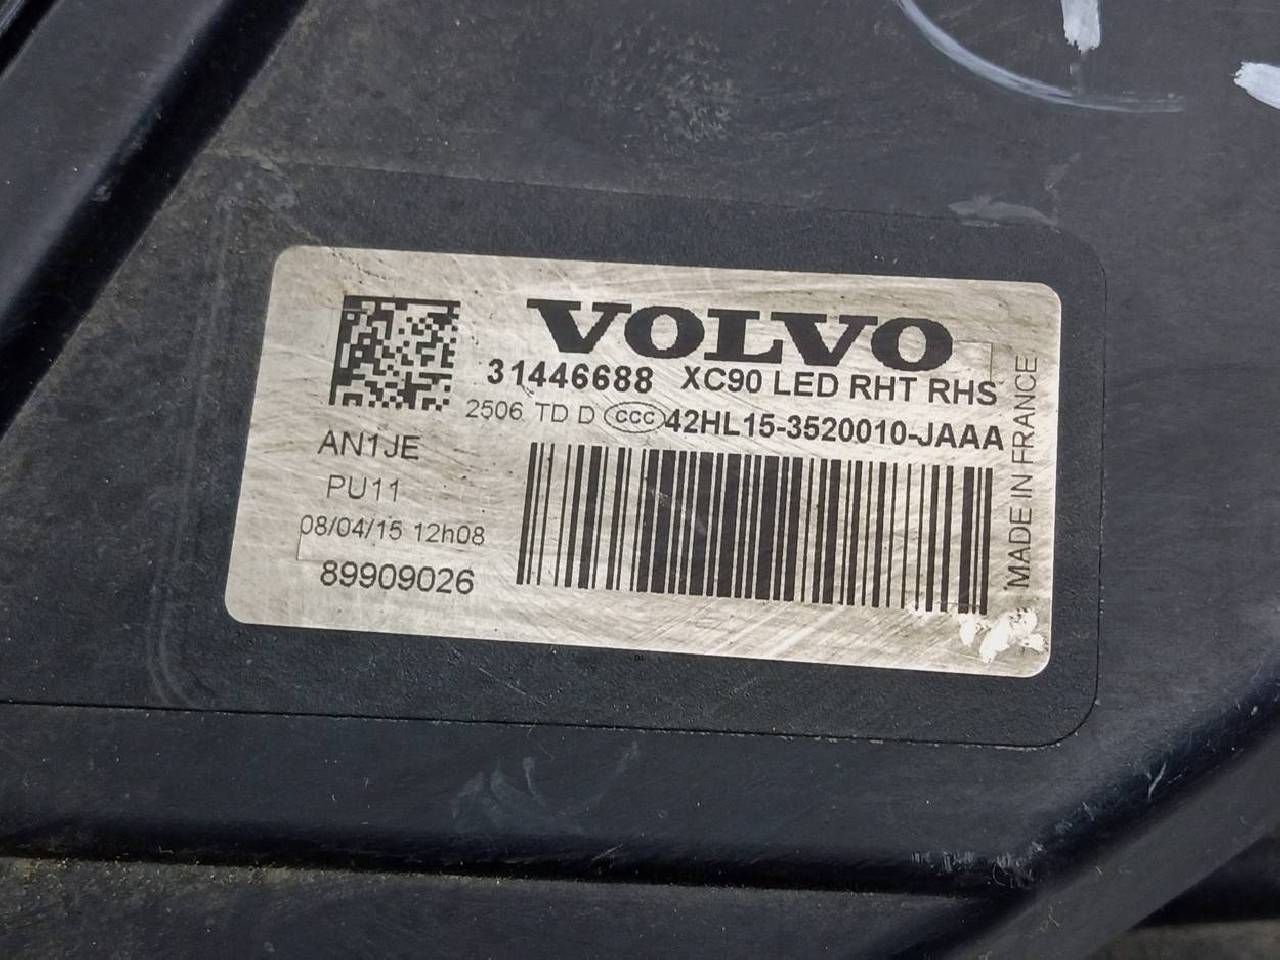 VOLVO
31446688 XC90 LED RHT RHS
2506 TD D CCC 42HL15-3520010-JAAA
AN1JE
PU11
08/04/15 12h08
89909026
MADE IN FRANCE